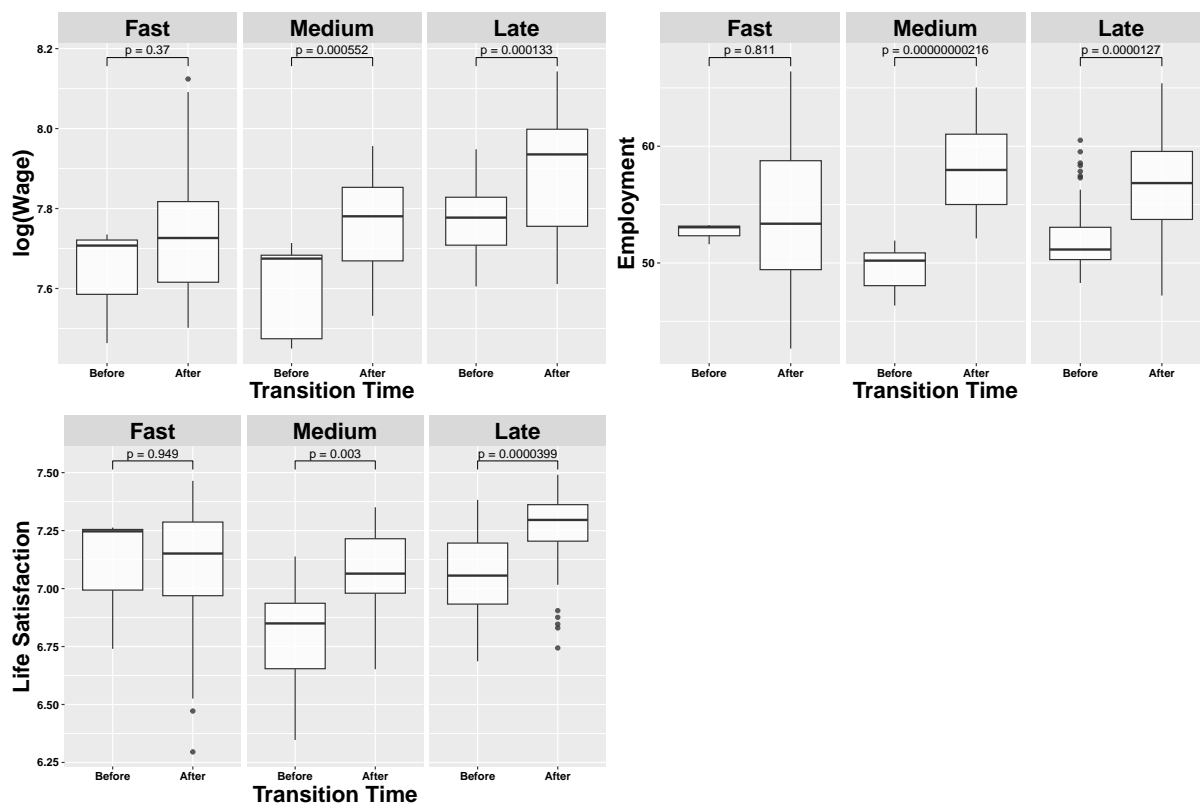 Fast Medium Late
p = 0.37 p = 0.000552 p = 0.000133
8.2
8.0
7.8
7.6
log(Wage)
Before After Before After Before After
Transition Time
Fast Medium Late
p = 0.811 p = 0.00000000216 p = 0.0000127
60
50
Employment
Before After Before After Before After
Transition Time
Fast Medium Late
p = 0.949 p = 0.003 p = 0.0000399
7.50
7.25
7.00
6.75
6.50
6.25
Life Satisfaction
Before After Before After Before After
Transition Time